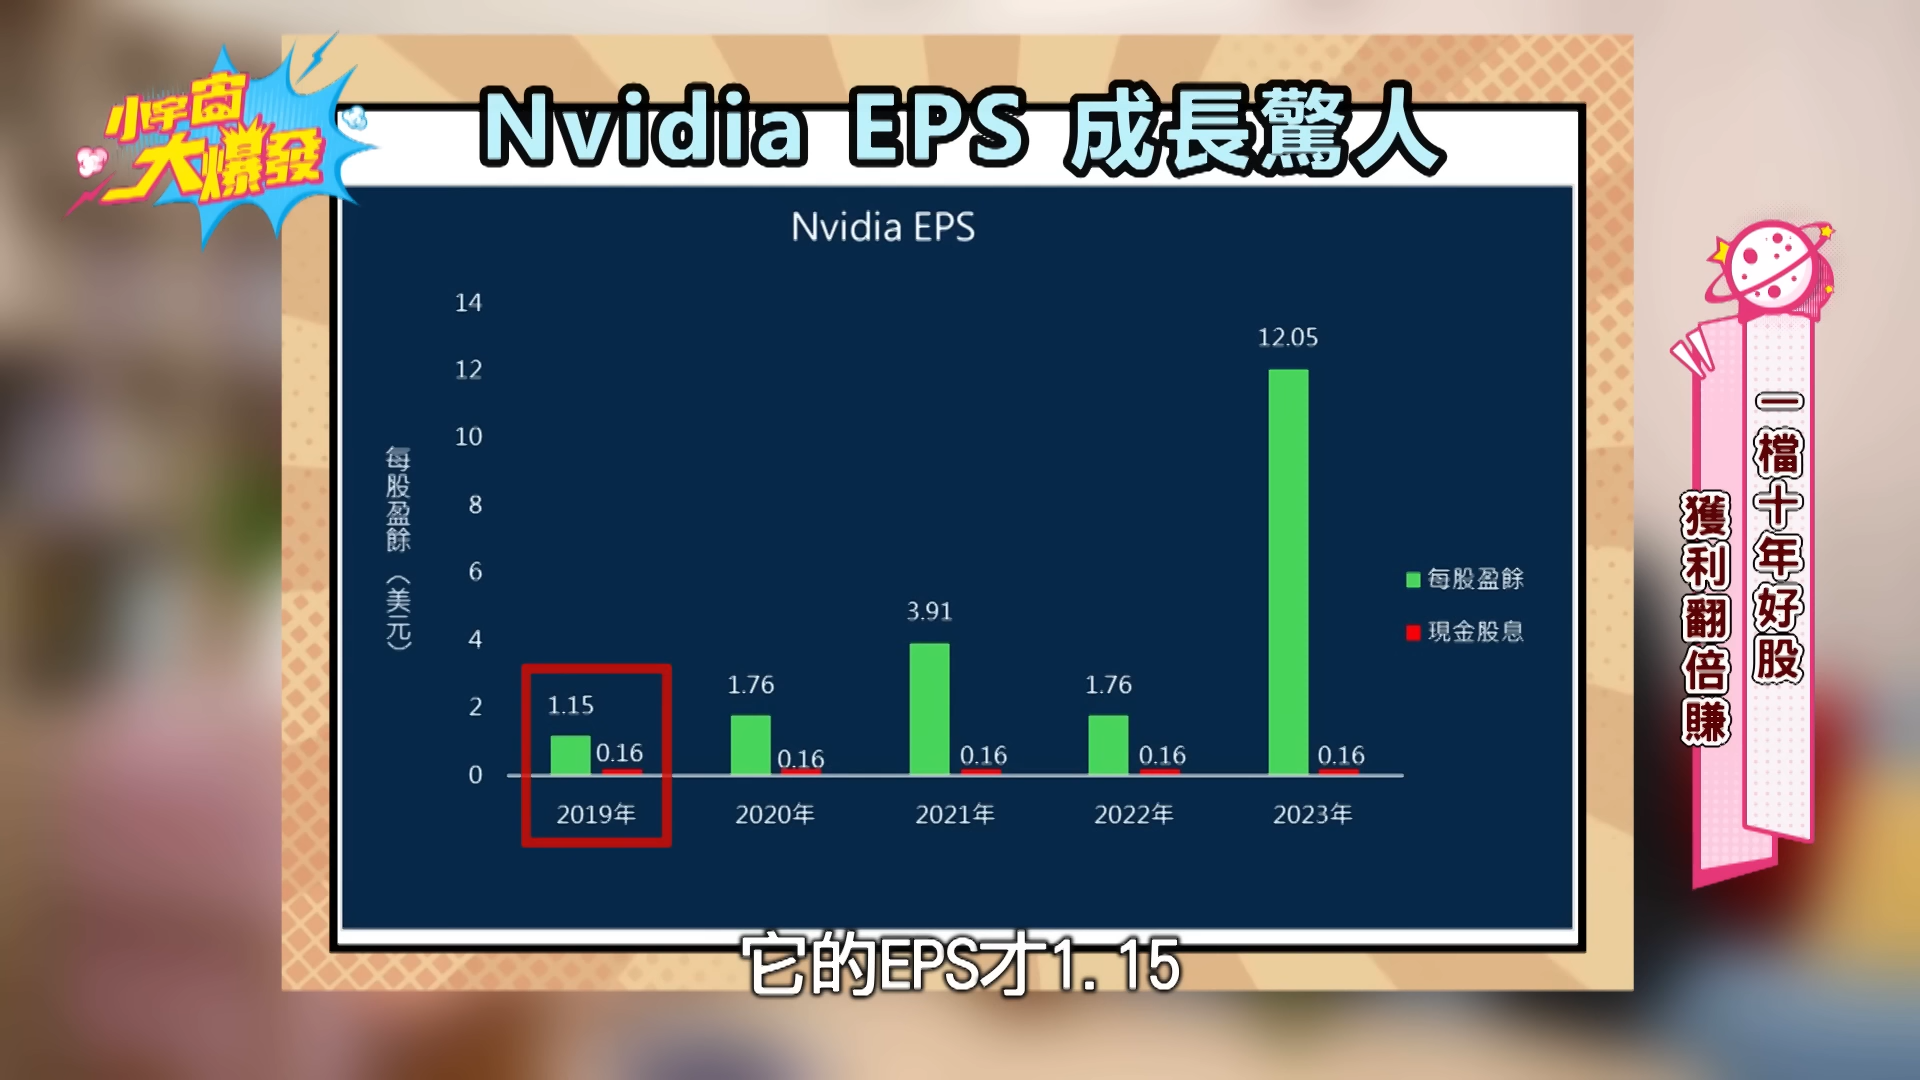 小宇宙
大爆發
Nvidia EPS 成長驚人
Nvidia EPS
14
12
10
8
6
4
2
0
每股盈餘（美元）
1.15
0.16
1.76
0.16
3.91
0.16
1.76
0.16
12.05
0.16
2019年
2020年
2021年
2022年
2023年
每股盈餘
現金股息
一檔十年好股
獲利翻倍賺
它的EPS才1.15